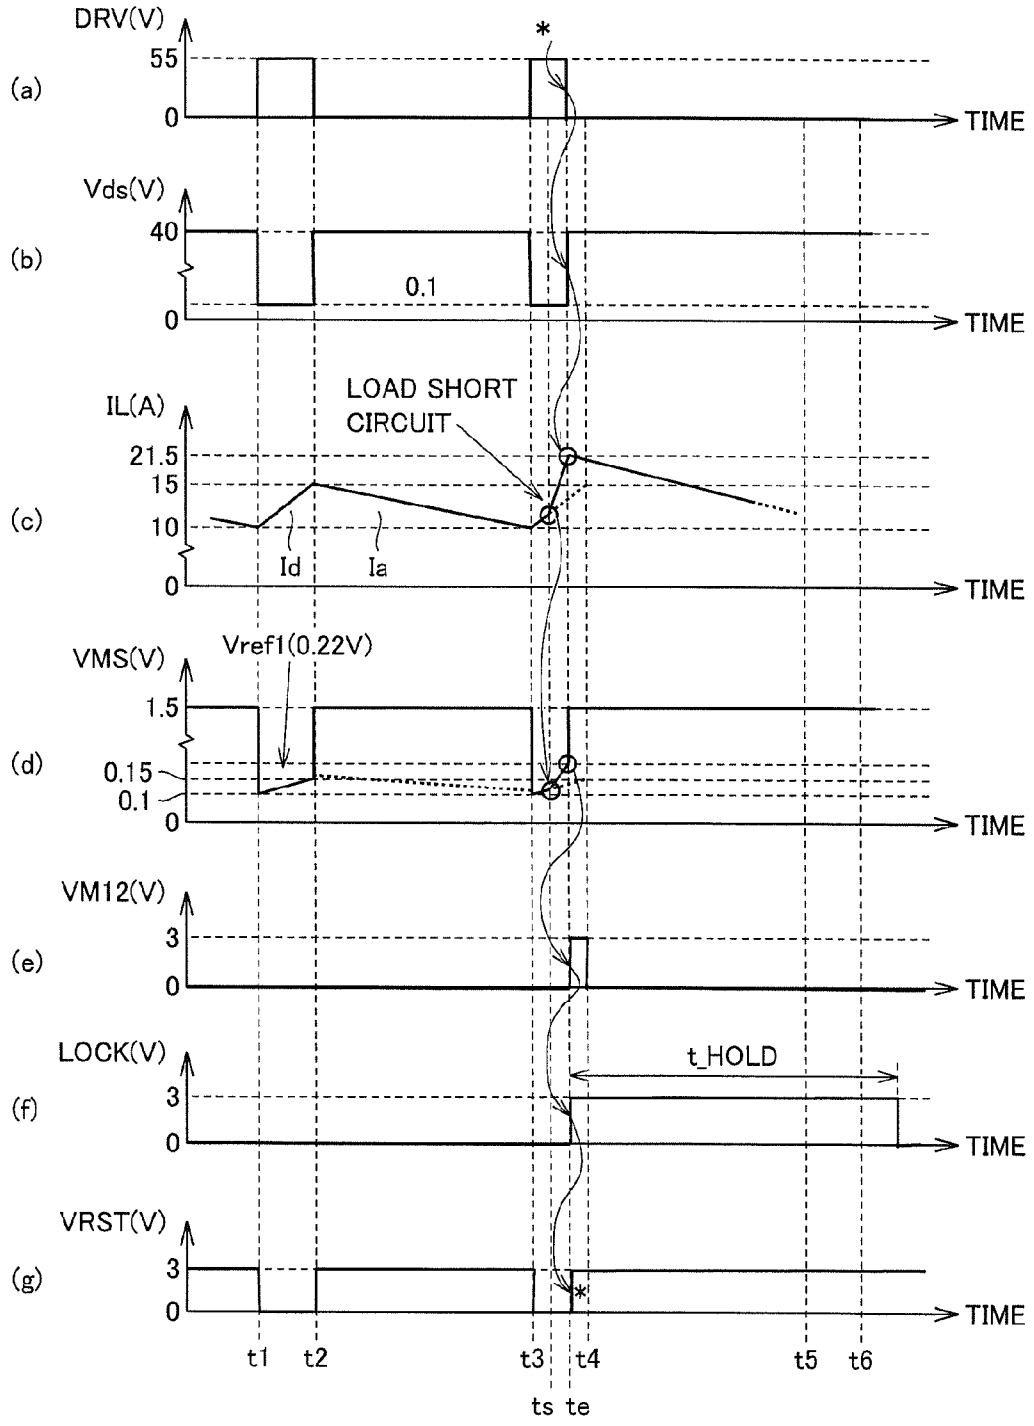 DRV(V)
*
55
(a)
0
TIME
Vds(V)
40
(b)
0.1
0
TIME
LOAD SHORT
CIRCUIT
IL(A)
21.5
15
(c)
10
Id
Ia
0
TIME
Vref1(0.22V)
VMS(V)
1.5
(d)
0.15
0.1
0
TIME
VM12(V)
3
(e)
0
TIME
LOCK(V)
t_HOLD
3
(f)
0
TIME
VRST(V)
3
(g)
*
0
TIME
t1 t2 t3 t4 t5 t6
ts te